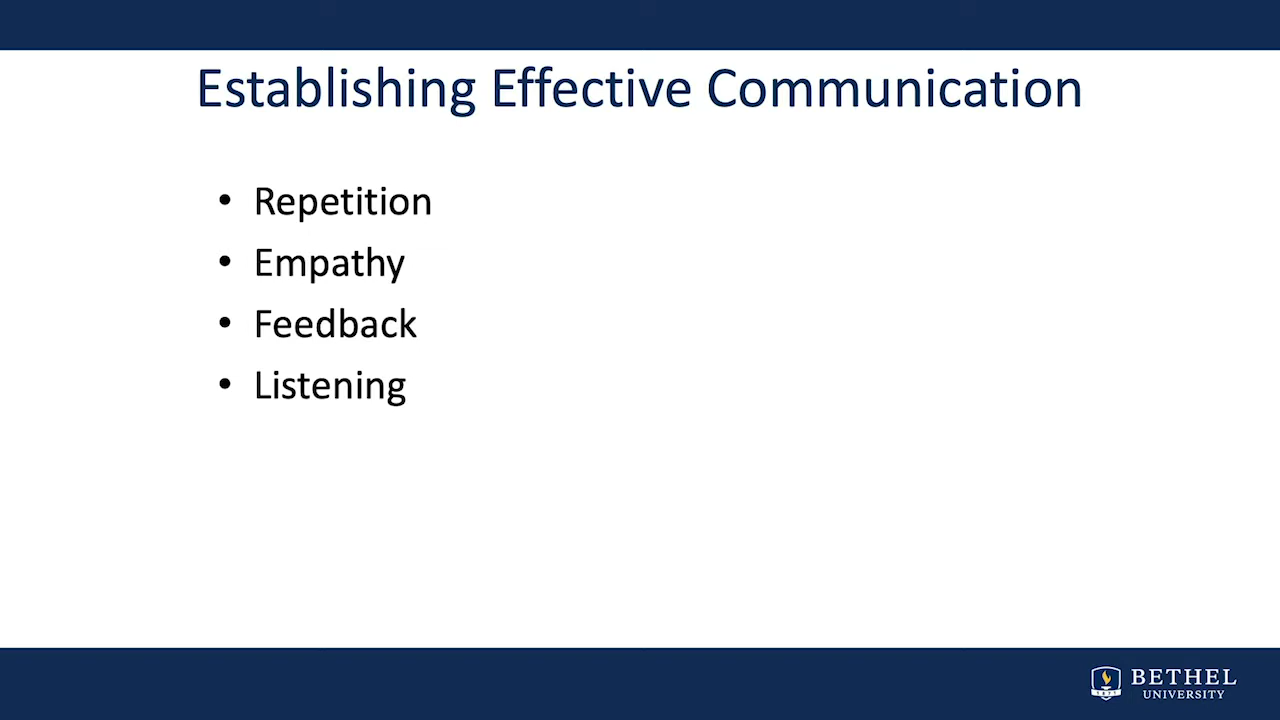 Establishing Effective Communication
• Repetition
• Empathy
• Feedback
• Listening
BETHEL
UNIVERSITY